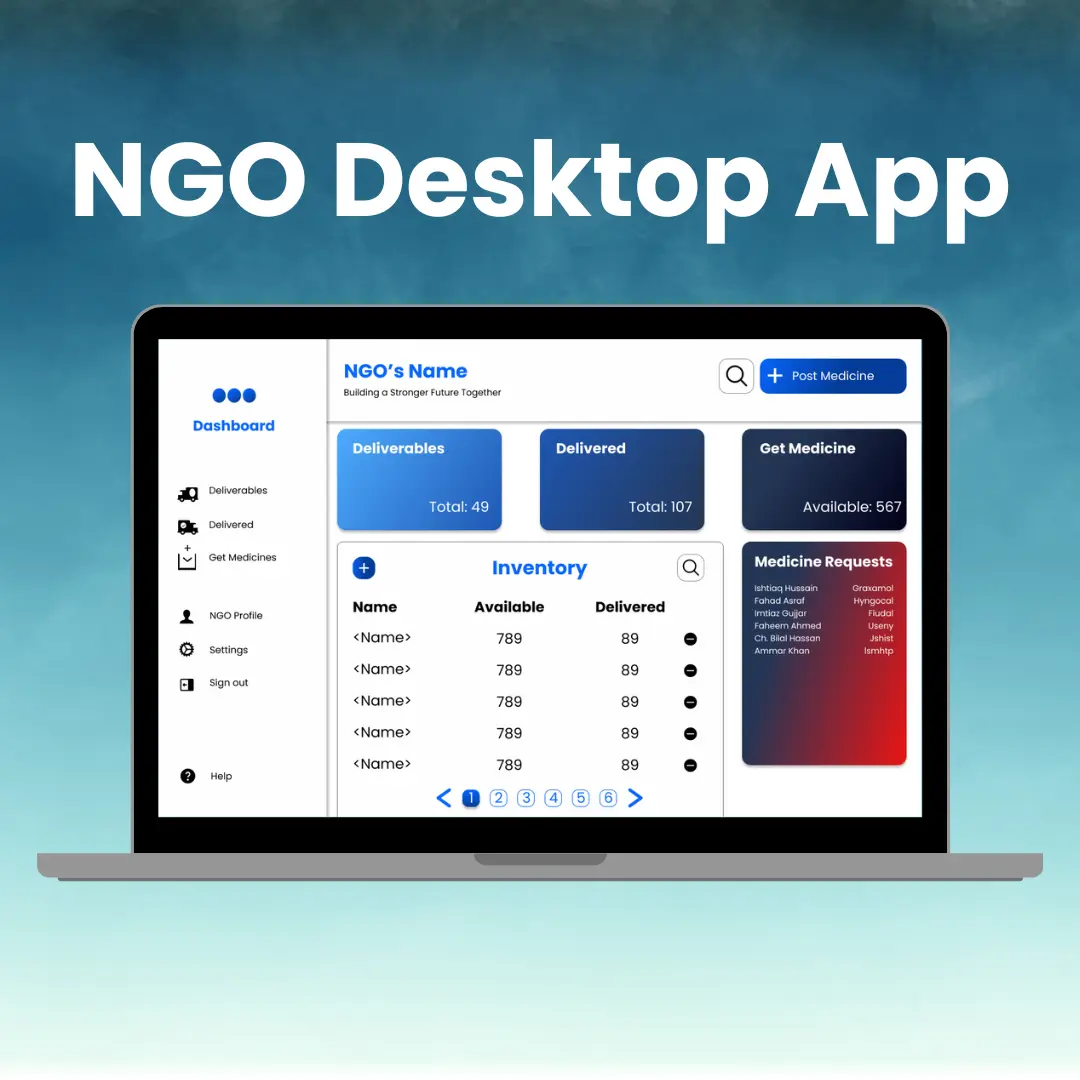 NGO Desktop App
Dashboard
Deliverables
Delivered
Get Medicines
NGO Profile
Settings
Sign out
Help
NGO's Name
Building a Stronger Future Together
Post Medicine
Deliverables
Total: 49
Delivered
Total: 107
Get Medicine
Available: 567
Inventory
Name Available Delivered
<Name> 789 89
<Name> 789 89
<Name> 789 89
<Name> 789 89
<Name> 789 89
1 2 3 4 5 6
Medicine Requests
Ishtiaq Hussain Graxamol
Fahad Asraf Hyngocal
Imtiaz Gujjar Fludal
Faheem Ahmed Useny
Ch. Bilal Hassan Jshist
Ammar Khan Ismhtp